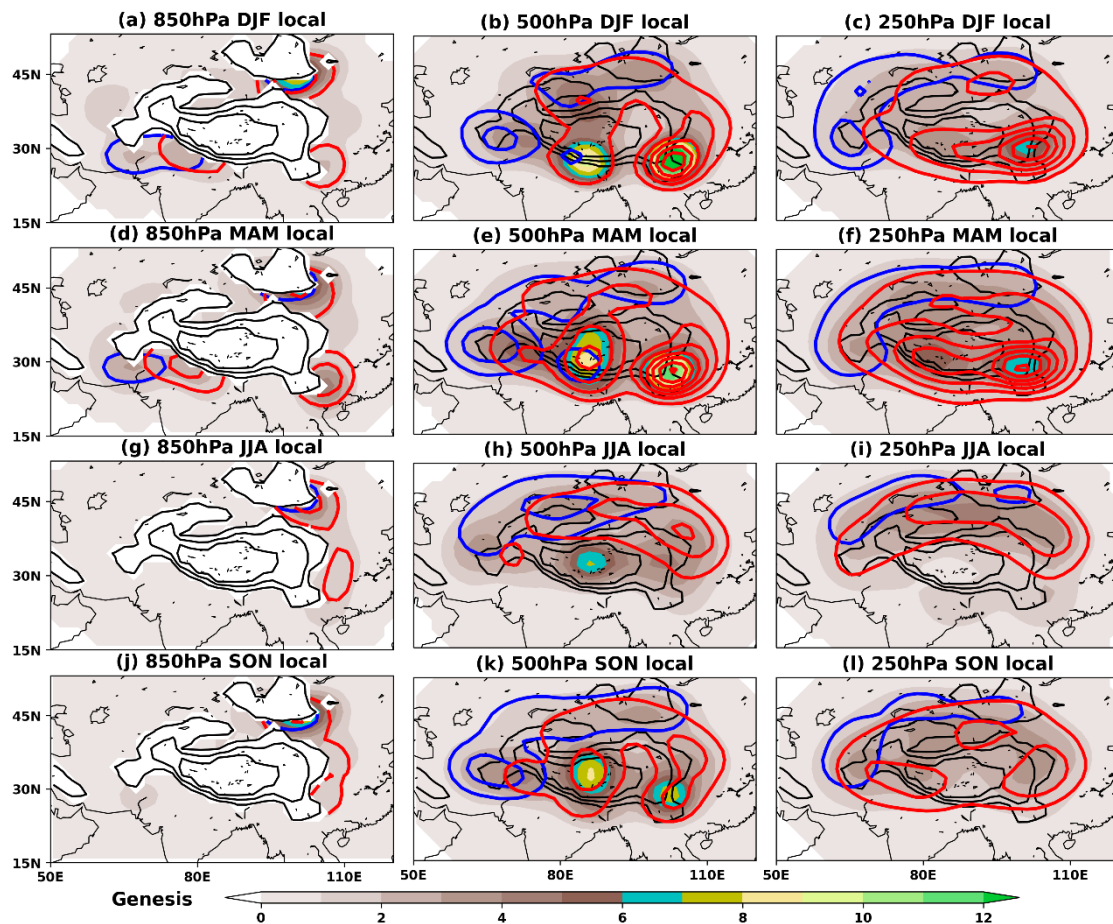 (a) 850hPa DJF local
(b) 500hPa DJF local
(c) 250hPa DJF local
45N
30N
15N
(d) 850hPa MAM local
(e) 500hPa MAM local
(f) 250hPa MAM local
45N
30N
15N
(g) 850hPa JJA local
(h) 500hPa JJA local
(i) 250hPa JJA local
45N
30N
15N
(j) 850hPa SON local
(k) 500hPa SON local
(l) 250hPa SON local
45N
30N
15N
50E 80E 110E
50E 80E 110E
50E 80E 110E
Genesis
0 2 4 6 8 10 12